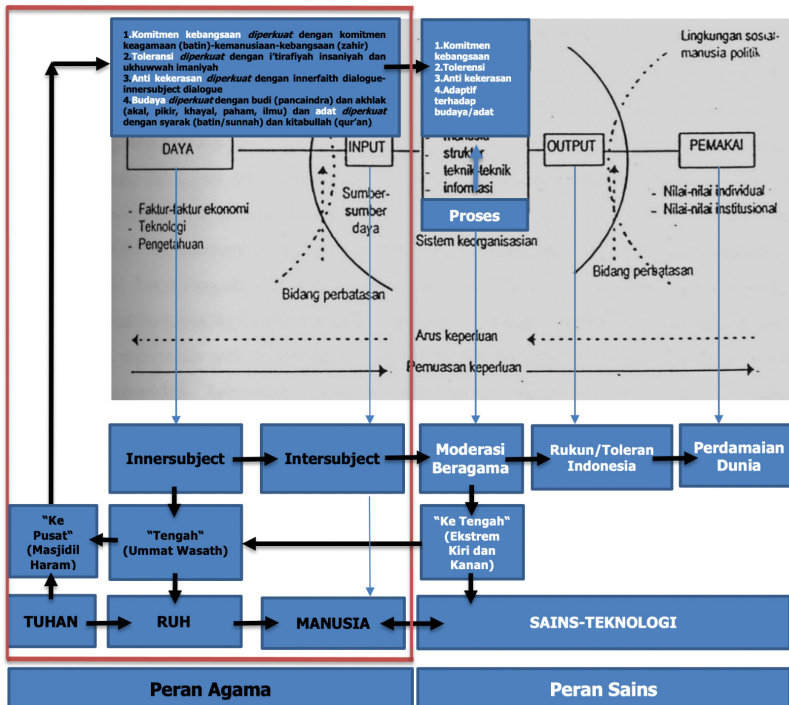 1.Komitmen kebangsaan diperkuat dengan komitmen
keagamaan (batin)-kemanusiaan-kebangsaan (zahir)
2.Toleransi diperkuat dengan i'tirafiyah insaniyah dan
ukhuwwah imaniyah
3.Anti kekerasan diperkuat dengan innerfaith dialogue-
innersubject dialogue
4.Budaya diperkuat dengan budi (pancaindra) dan akhlak
(akal, pikir, khayal, paham, ilmu) dan adat diperkuat
dengan syarak (batin/sunnah) dan kitabullah (qur'an)
1.Komitmen
kebangsaan
2.Tolerensi
3.Anti kekerasan
4.Adaptif
terhadap
budaya/adat
Lingkungan sosial-
manusia politik
DAYA
INPUT
- manusia
- struktur
- teknik-teknik
- informasi
OUTPUT
PEMAKAI
- Faktur-faktur ekonomi
- Teknologi
- Pengetahuan
Sumber-
sumber
daya
Proses
Sistem keorganisasian
- Nilai-nilai individual
- Nilai-nilai institusional
Bidang perbatasan
Bidang perbatasan
Arus keperluan
Pemuasan keperluan
Innersubject
Intersubject
Moderasi
Beragama
Rukun/Toleran
Indonesia
Perdamaian
Dunia
"Ke
Pusat"
(Masjidil
Haram)
"Tengah"
(Ummat Wasath)
"Ke Tengah"
(Ekstrem
Kiri dan
Kanan)
TUHAN
RUH
MANUSIA
SAINS-TEKNOLOGI
Peran Agama
Peran Sains